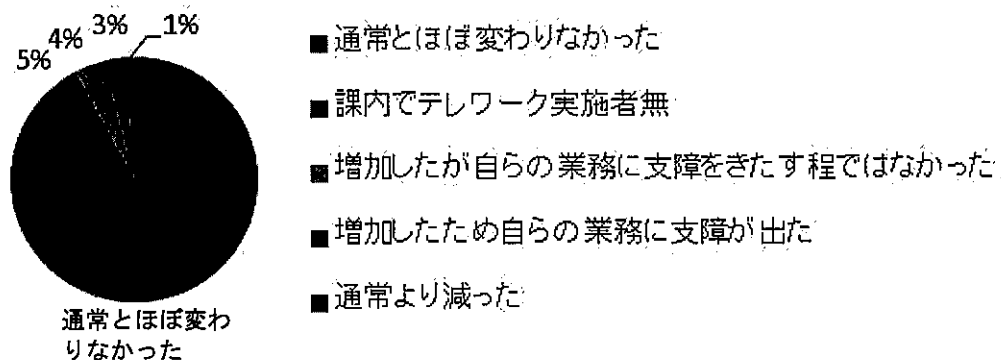 5%
4%
3%
1%
通常とほぼ変わ
りなかった
■通常とほぼ変わりなかった
■課内でテレワーク実施者無
■増加したが自らの業務に支障をきたす程ではなかった
■増加したため自らの業務に支障が出た
■通常より減った